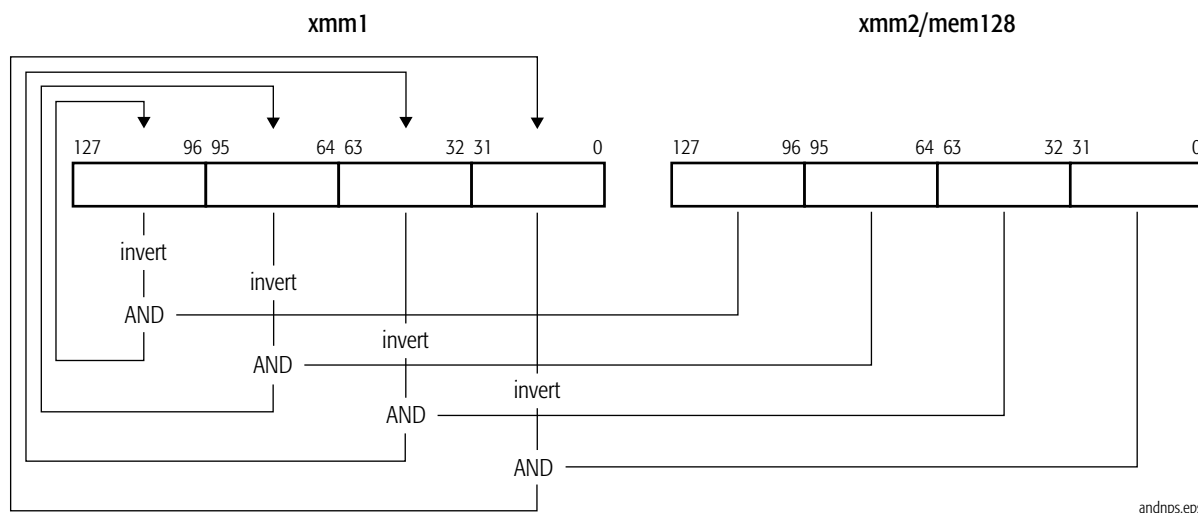 xmm1 xmm2/mem128
127 96 95 64 63 32 31 0 127 96 95 64 63 32 31 0
invert
invert
AND
invert
AND
invert
AND
AND
andnps.eps